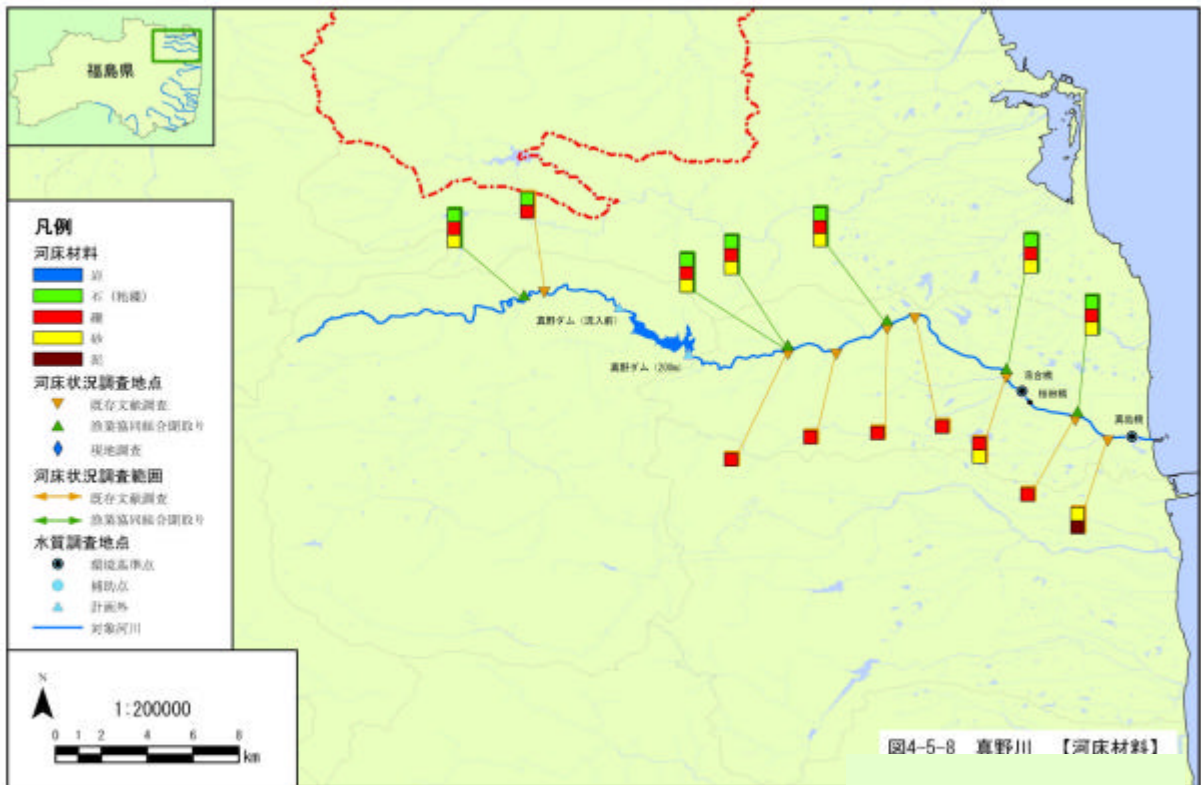 福島県
凡例
河床材料
岩
石(粗礫)
礫
砂
泥
河床状況調査地点
既存文献調査
漁業協同組合聞取り
現地調査
河床状況調査範囲
既存文献調査
漁業協同組合聞取り
水質調査地点
環境基準点
補助点
計画外
対象河川
N
1:200000
0 1 2 4 6 8
km
真野ダム(流入前)
真野ダム(200m)
落合橋
真島橋
図4-5-8 真野川 【河床材料】